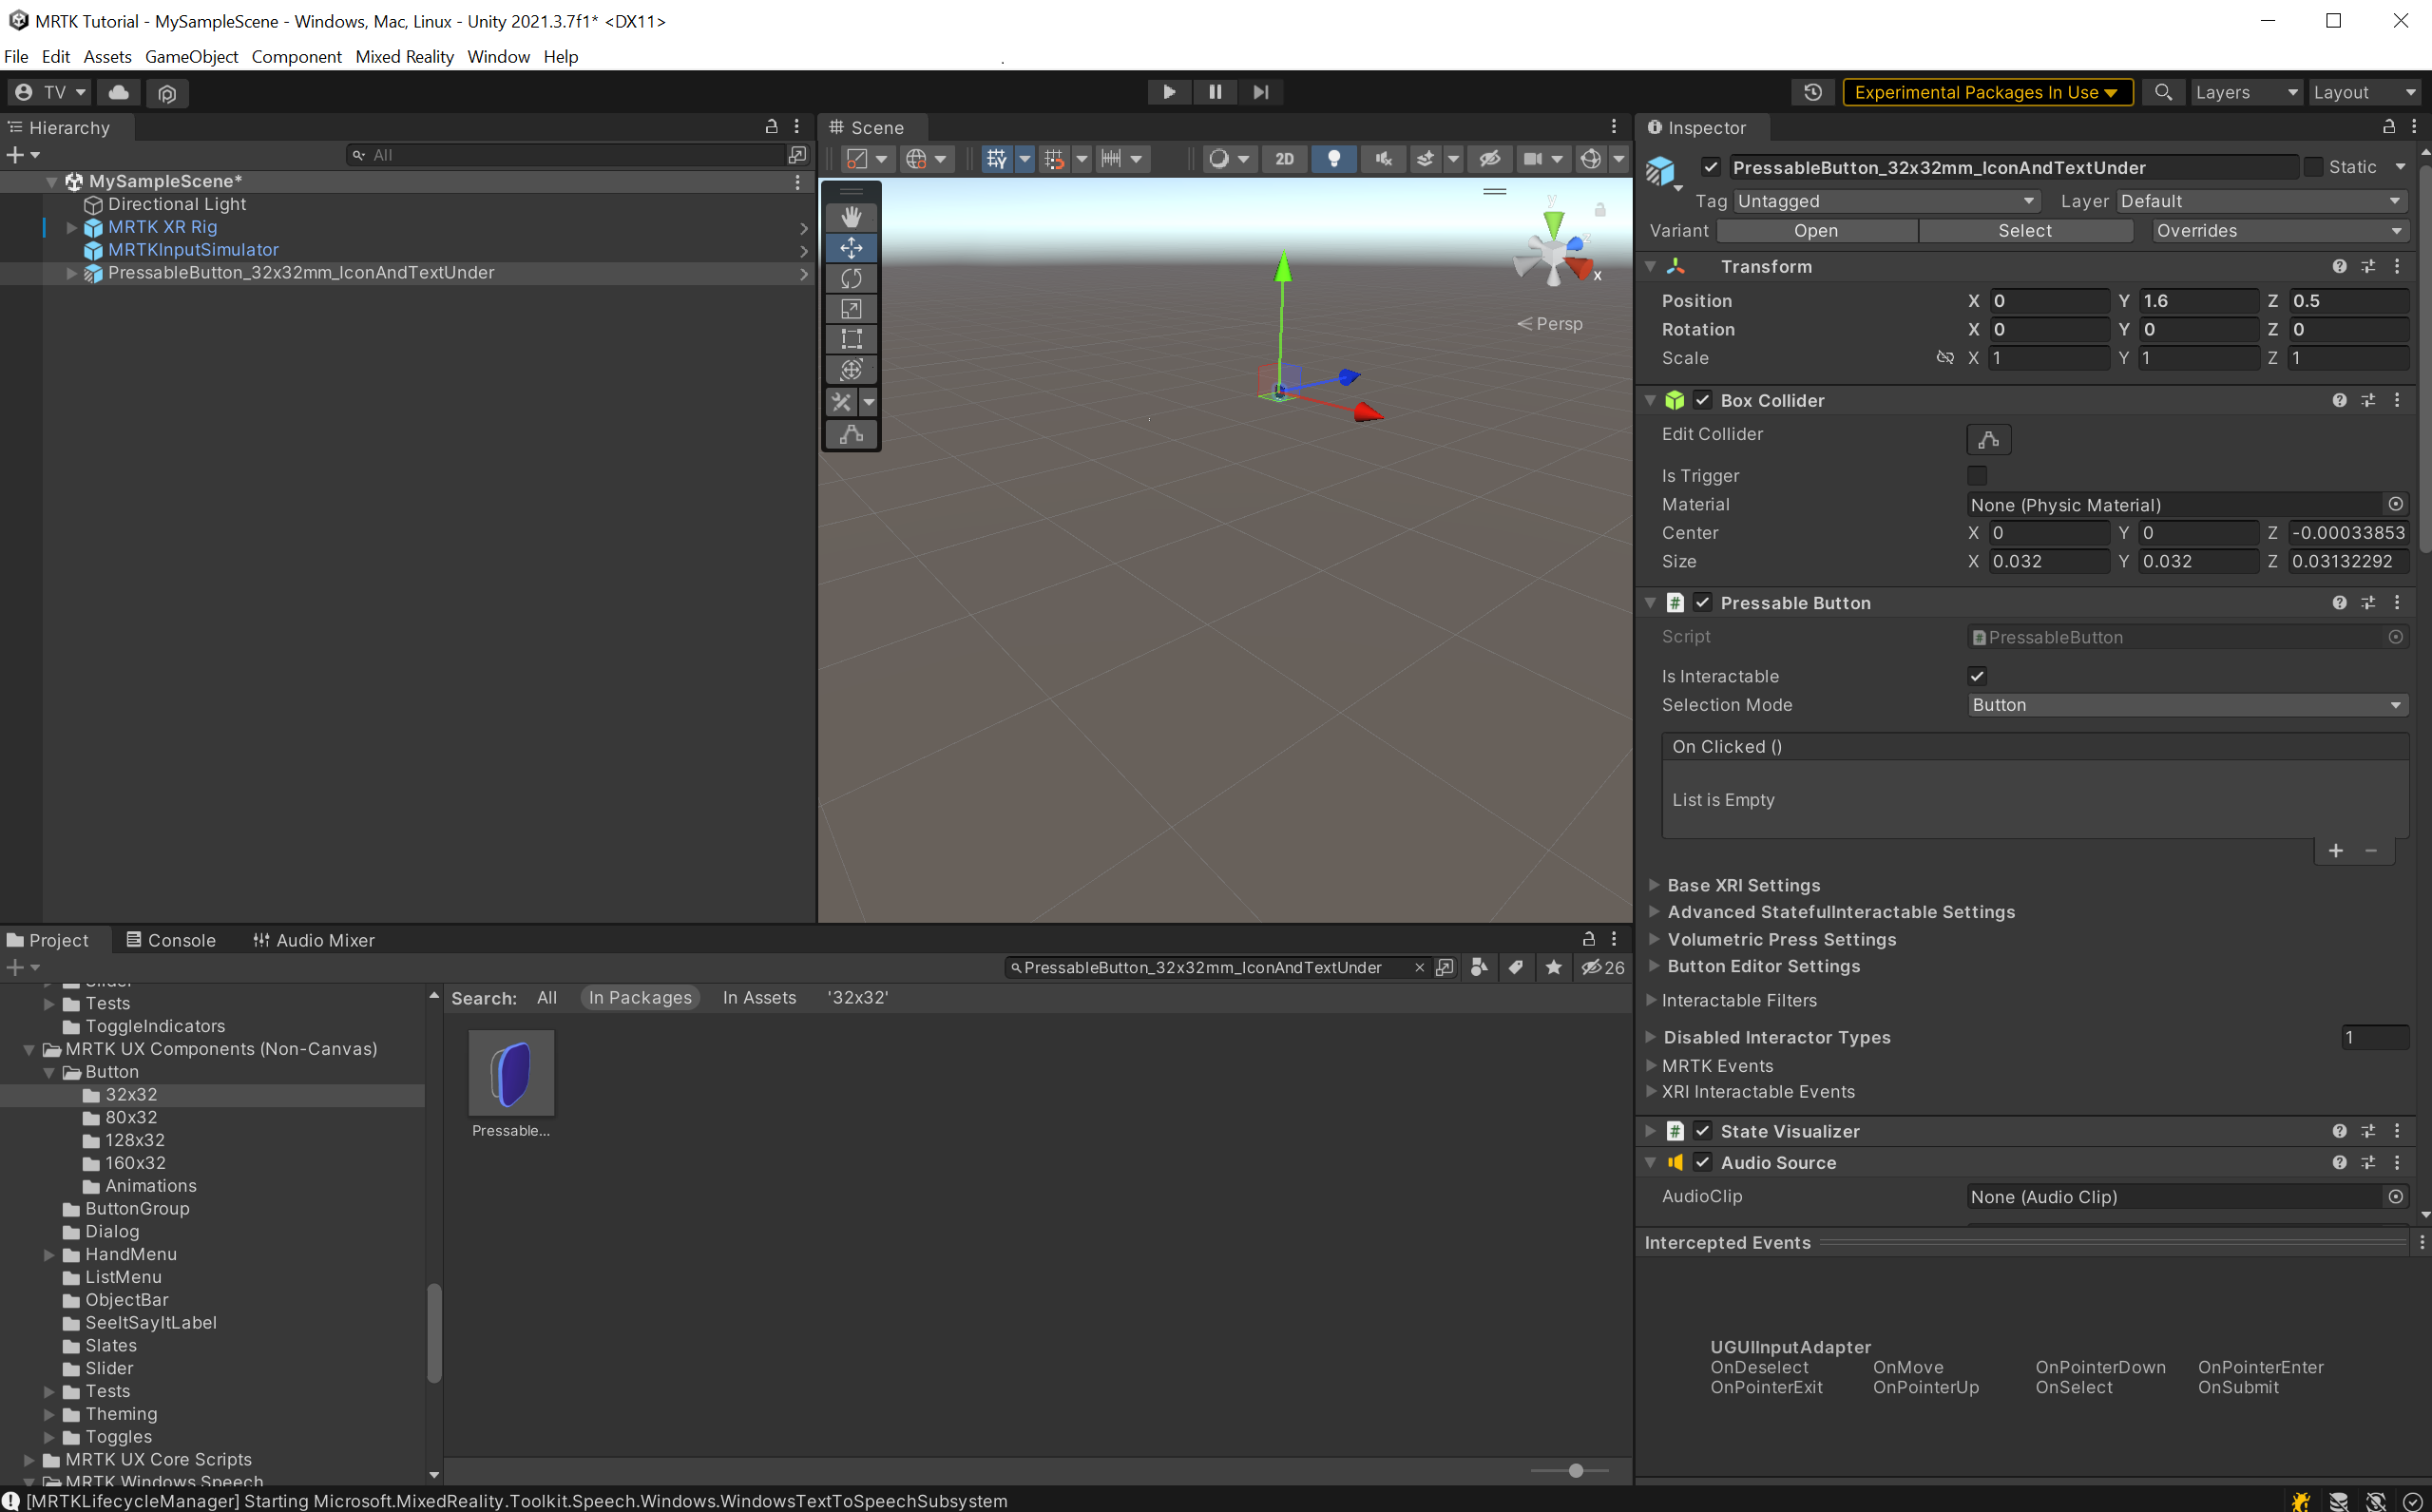 MRTK Tutorial - MySampleScene - Windows, Mac, Linux - Unity 2021.3.7f1* <DX11>
File Edit Assets GameObject Component Mixed Reality Window Help
TV
Experimental Packages In Use
Layers
Layout
Hierarchy
All
MySampleScene*
Directional Light
MRTK XR Rig
MRTKInputSimulator
PressableButton_32x32mm_IconAndTextUnder
Scene
2D
y
z
x
Persp
Inspector
PressableButton_32x32mm_IconAndTextUnder
Static
Tag Untagged Layer Default
Variant Open Select Overrides
Transform
Position X 0 Y 1.6 Z 0.5
Rotation X 0 Y 0 Z 0
Scale X 1 Y 1 Z 1
Box Collider
Edit Collider
Is Trigger
Material None (Physic Material)
Center X 0 Y 0 Z -0.00033853
Size X 0.032 Y 0.032 Z 0.03132292
Pressable Button
Script PressableButton
Is Interactable
Selection Mode Button
On Clicked ()
List is Empty
Base XRI Settings
Advanced StatefulInteractable Settings
Volumetric Press Settings
Button Editor Settings
Interactable Filters
Disabled Interactor Types 1
MRTK Events
XRI Interactable Events
State Visualizer
Audio Source
AudioClip None (Audio Clip)
Intercepted Events
UGUIInputAdapter
OnDeselect OnMove OnPointerDown OnPointerEnter
OnPointerExit OnPointerUp OnSelect OnSubmit
Project Console Audio Mixer
PressableButton_32x32mm_IconAndTextUnder
26
Slider
Tests
ToggleIndicators
MRTK UX Components (Non-Canvas)
Button
32x32
80x32
128x32
160x32
Animations
ButtonGroup
Dialog
HandMenu
ListMenu
ObjectBar
SeeItSayItLabel
Slates
Slider
Tests
Theming
Toggles
MRTK UX Core Scripts
MRTK Windows Speech
Search: All In Packages In Assets '32x32'
Pressable...
[MRTKLifecycleManager] Starting Microsoft.MixedReality.Toolkit.Speech.Windows.WindowsTextToSpeechSubsystem